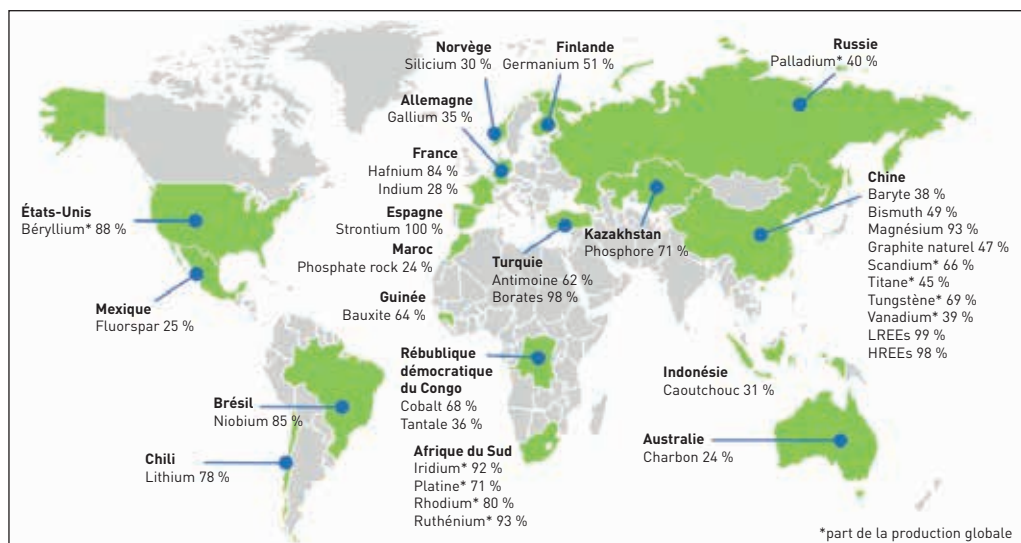 Norvège
Silicium 30 %
Finlande
Germanium 51 %
Russie
Palladium* 40 %
Allemagne
Gallium 35 %
France
Hafnium 84 %
Indium 28 %
États-Unis
Béryllium* 88 %
Espagne
Strontium 100 %
Maroc
Phosphate rock 24 %
Kazakhstan
Phosphore 71 %
Turquie
Antimoine 62 %
Borates 98 %
Chine
Baryte 38 %
Bismuth 49 %
Magnésium 93 %
Graphite naturel 47 %
Scandium* 66 %
Titane* 45 %
Tungstène* 69 %
Vanadium* 39 %
LREEs 99 %
HREEs 98 %
Mexique
Fluorspar 25 %
Guinée
Bauxite 64 %
Rébublique
démocratique
du Congo
Cobalt 68 %
Tantale 36 %
Indonésie
Caoutchouc 31 %
Brésil
Niobium 85 %
Australie
Charbon 24 %
Chili
Lithium 78 %
Afrique du Sud
Iridium* 92 %
Platine* 71 %
Rhodium* 80 %
Ruthénium* 93 %
*part de la production globale